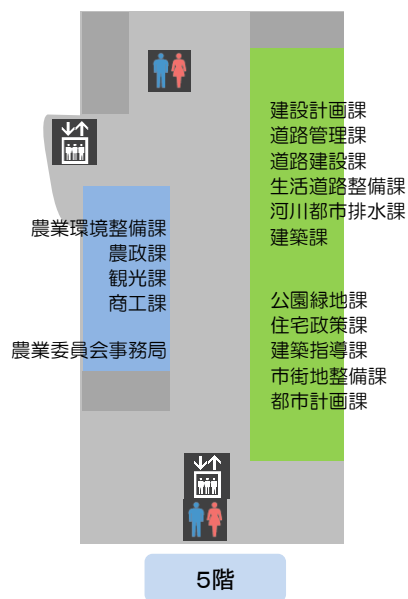 建設計画課
道路管理課
道路建設課
生活道路整備課
河川都市排水課
建築課
公園緑地課
住宅政策課
建築指導課
市街地整備課
都市計画課
農業環境整備課
農政課
観光課
商工課
農業委員会事務局
5階